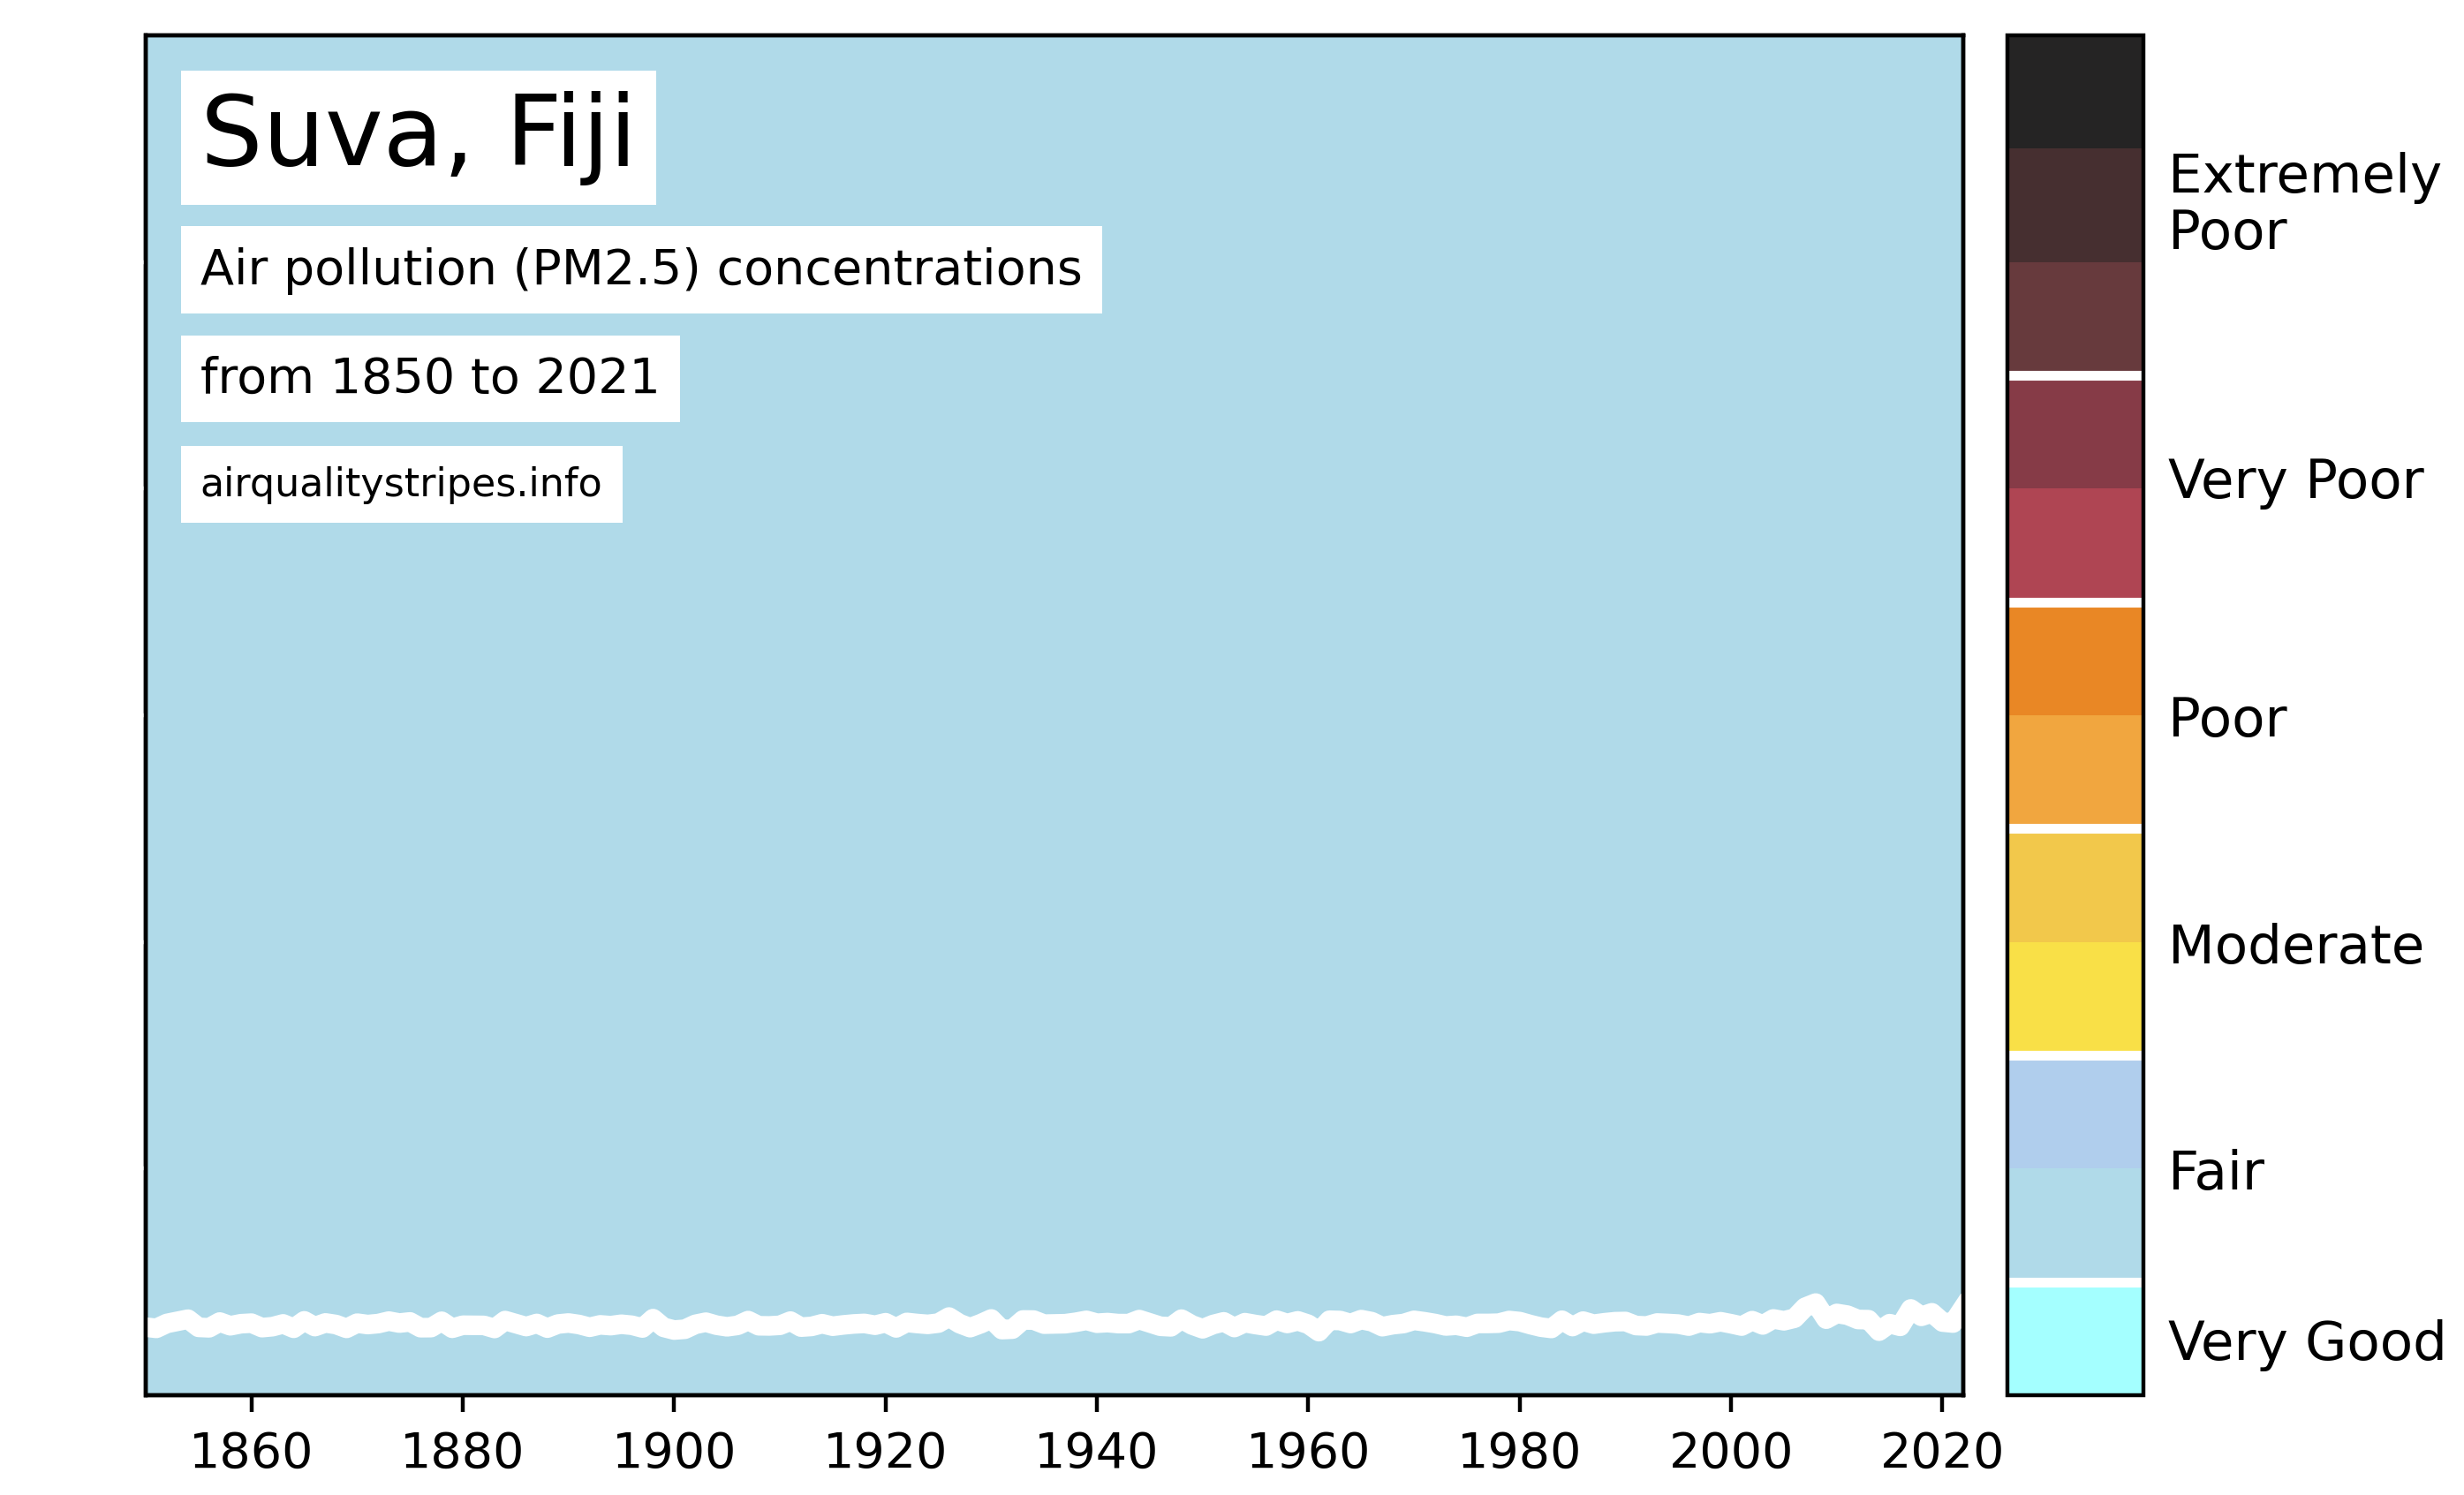 Suva, Fiji
Air pollution (PM2.5) concentrations
from 1850 to 2021
airqualitystripes.info
Extremely
Poor
Very Poor
Poor
Moderate
Fair
Very Good
1860 1880 1900 1920 1940 1960 1980 2000 2020